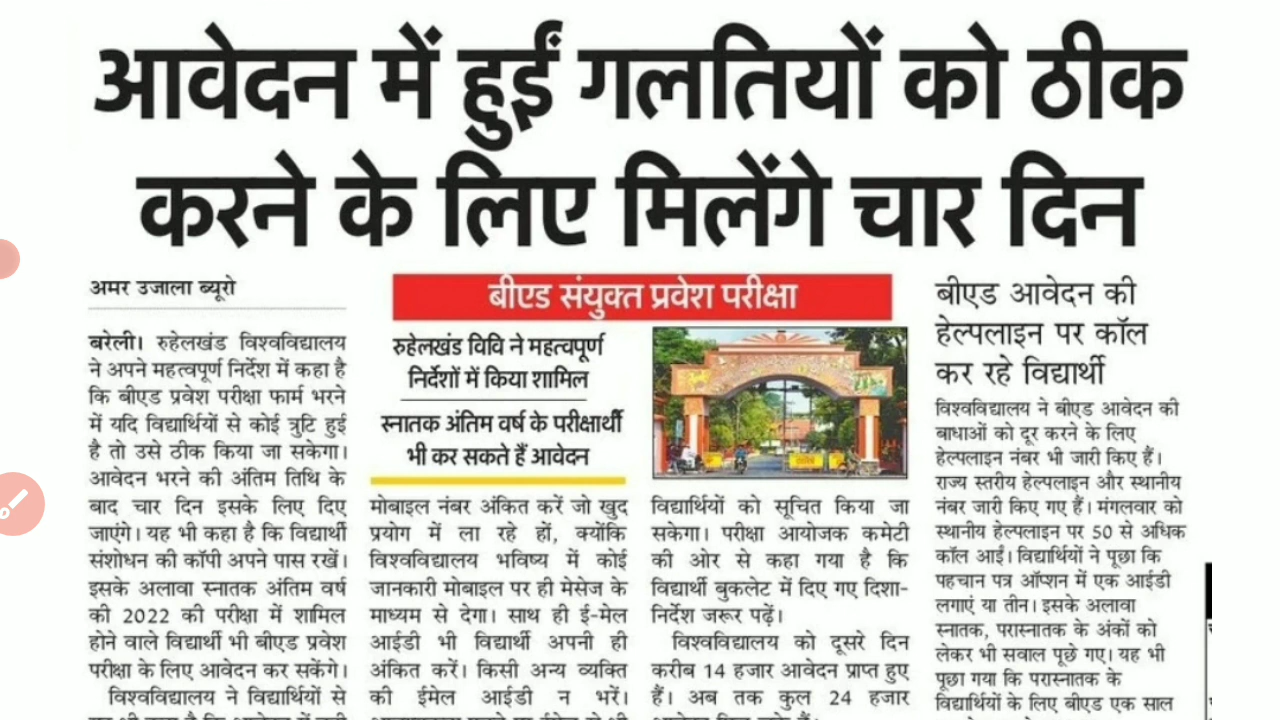 आवेदन में हुईं गलतियों को ठीक
करने के लिए मिलेंगे चार दिन
अमर उजाला ब्यूरो
बरेली। रुहेलखंड विश्वविद्यालय
ने अपने महत्वपूर्ण निर्देश में कहा है
कि बीएड प्रवेश परीक्षा फार्म भरने
में यदि विद्यार्थियों से कोई त्रुटि हुई
है तो उसे ठीक किया जा सकेगा।
आवेदन भरने की अंतिम तिथि के
बाद चार दिन इसके लिए दिए
जाएंगे। यह भी कहा है कि विद्यार्थी
संशोधन की कॉपी अपने पास रखें।
इसके अलावा स्नातक अंतिम वर्ष
की 2022 की परीक्षा में शामिल
होने वाले विद्यार्थी भी बीएड प्रवेश
परीक्षा के लिए आवेदन कर सकेंगे।
विश्वविद्यालय ने विद्यार्थियों से
बीएड संयुक्त प्रवेश परीक्षा
रुहेलखंड विवि ने महत्वपूर्ण
निर्देशों में किया शामिल
स्नातक अंतिम वर्ष के परीक्षार्थी
भी कर सकते हैं आवेदन
मोबाइल नंबर अंकित करें जो खुद
प्रयोग में ला रहे हों, क्योंकि
विश्वविद्यालय भविष्य में कोई
जानकारी मोबाइल पर ही मेसेज के
माध्यम से देगा। साथ ही ई-मेल
आईडी भी विद्यार्थी अपनी ही
अंकित करें। किसी अन्य व्यक्ति
की ईमेल आईडी न भरें।
विद्यार्थियों को सूचित किया जा
सकेगा। परीक्षा आयोजक कमेटी
की ओर से कहा गया है कि
विद्यार्थी बुकलेट में दिए गए दिशा-
निर्देश जरूर पढ़ें।
विश्वविद्यालय को दूसरे दिन
करीब 14 हजार आवेदन प्राप्त हुए
हैं। अब तक कुल 24 हजार
बीएड आवेदन की
हेल्पलाइन पर कॉल
कर रहे विद्यार्थी
विश्वविद्यालय ने बीएड आवेदन की
बाधाओं को दूर करने के लिए
हेल्पलाइन नंबर भी जारी किए हैं।
राज्य स्तरीय हेल्पलाइन और स्थानीय
नंबर जारी किए गए हैं। मंगलवार को
स्थानीय हेल्पलाइन पर 50 से अधिक
कॉल आईं। विद्यार्थियों ने पूछा कि
पहचान पत्र ऑप्शन में एक आईडी
लगाएं या तीन। इसके अलावा
स्नातक, परास्नातक के अंकों को
लेकर भी सवाल पूछे गए। यह भी
पूछा गया कि परास्नातक के
विद्यार्थियों के लिए बीएड एक साल